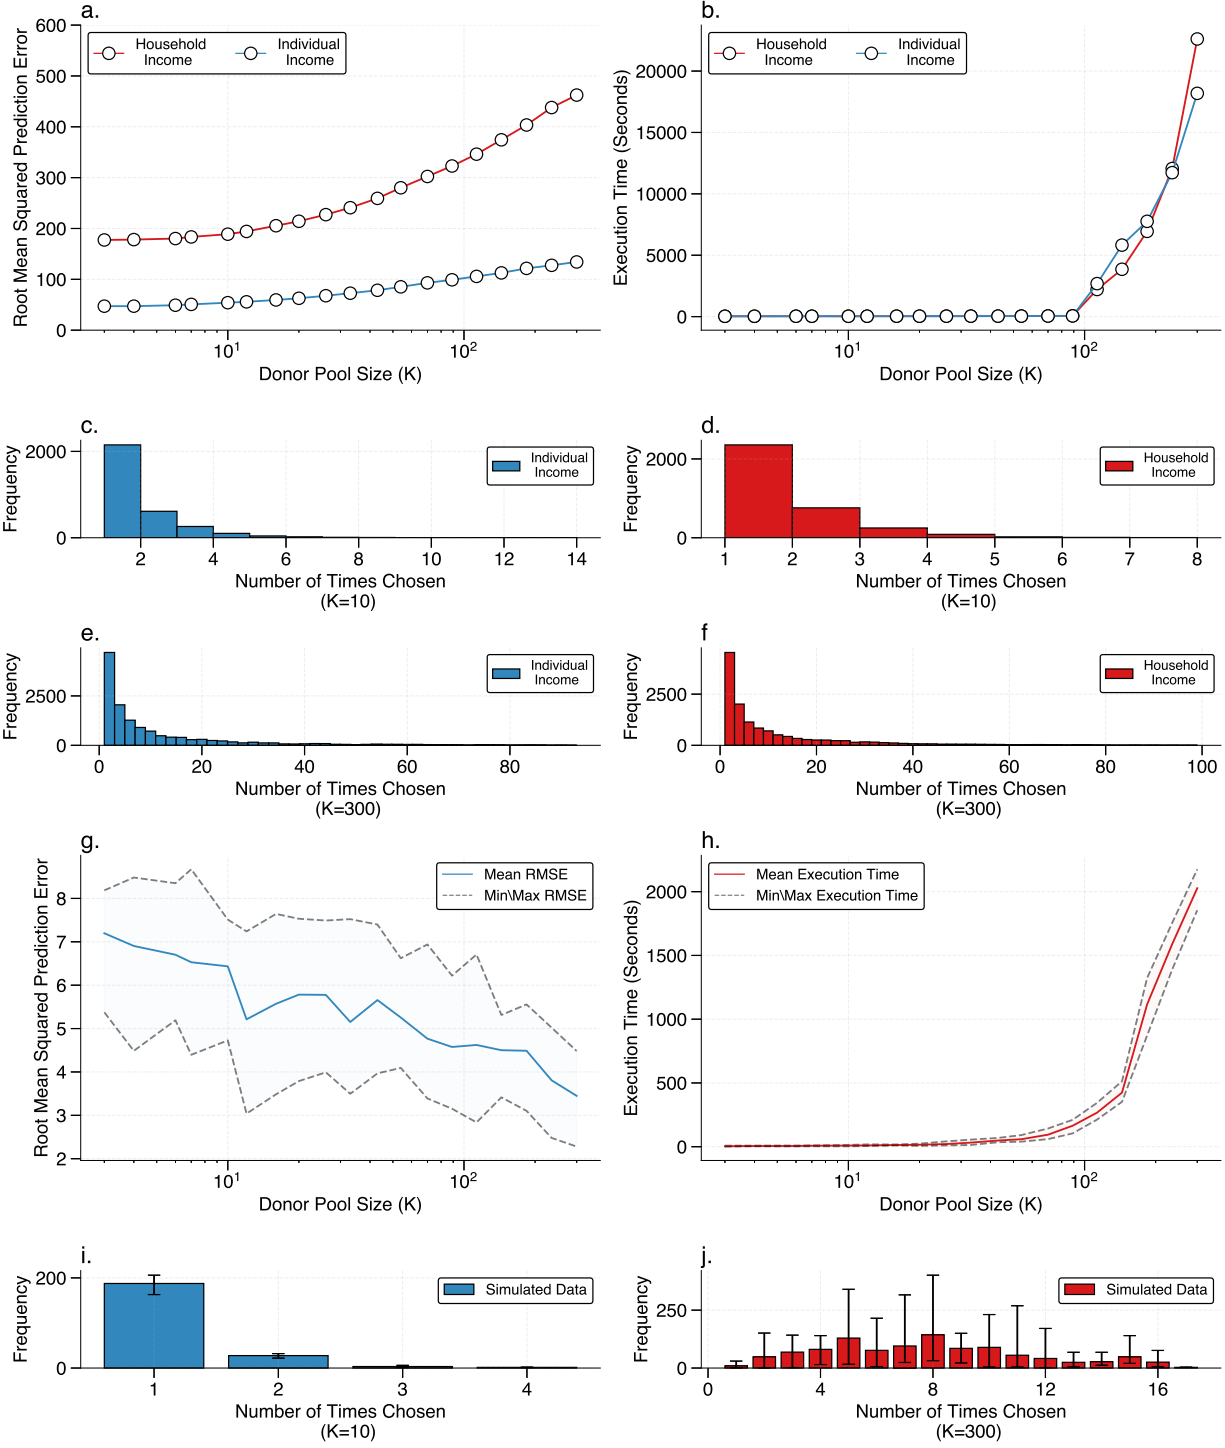 a.
Root Mean Squared Prediction Error
600
500
400
300
200
100
0
Household
Income
Individual
Income
10¹
10²
Donor Pool Size (K)
b.
Execution Time (Seconds)
20000
15000
10000
5000
0
Household
Income
Individual
Income
10¹
10²
Donor Pool Size (K)
c.
Frequency
2000
0
Individual
Income
2 4 6 8 10 12 14
Number of Times Chosen
(K=10)
d.
Frequency
2000
0
Household
Income
1 2 3 4 5 6 7 8
Number of Times Chosen
(K=10)
e.
Frequency
2500
0
Individual
Income
0 20 40 60 80
Number of Times Chosen
(K=300)
f
Frequency
2500
0
Household
Income
0 20 40 60 80 100
Number of Times Chosen
(K=300)
g.
Root Mean Squared Prediction Error
8
7
6
5
4
3
2
Mean RMSE
Min\Max RMSE
10¹
10²
Donor Pool Size (K)
h.
Execution Time (Seconds)
2000
1500
1000
500
0
Mean Execution Time
Min\Max Execution Time
10¹
10²
Donor Pool Size (K)
i.
Frequency
200
0
Simulated Data
1 2 3 4
Number of Times Chosen
(K=10)
j.
Frequency
250
0
Simulated Data
0 4 8 12 16
Number of Times Chosen
(K=300)